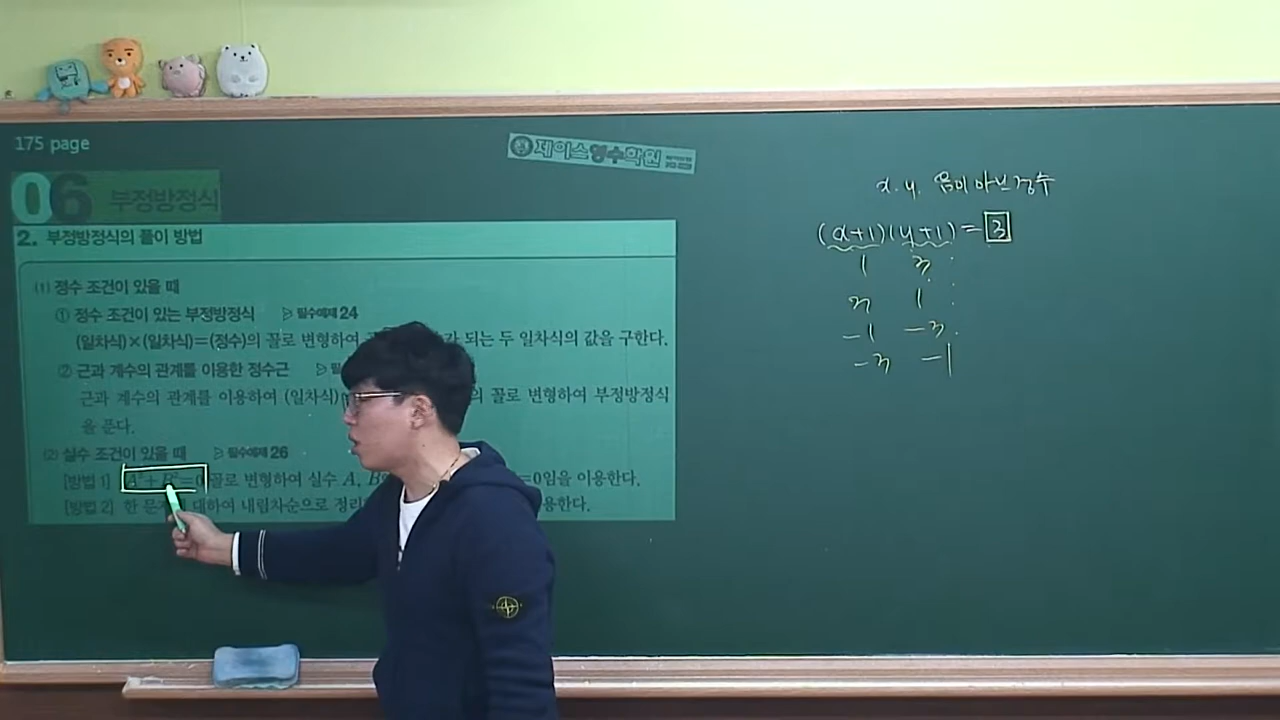 175 page
제이스영수학원
06 부정방정식
2. 부정방정식의 풀이 방법
(1) 정수 조건이 있을 때
① 정수 조건이 있는 부정방정식 ▷ 필수예제 24
(일차식)×(일차식)=(정수)의 꼴로 변형하여 되는 두 일차식의 값을 구한다.
② 근과 계수의 관계를 이용한 정수근
근과 계수의 관계를 이용하여 (일차식) 의 꼴로 변형하여 부정방정식
을 푼다.
(2) 실수 조건이 있을 때 ▷ 필수예제 26
[방법 1] A²+B²=0 꼴로 변형하여 실수 A, B =0임을 이용한다.
[방법 2] 한 문자에 대하여 내림차순으로 정리 용한다.
x, y. 음이 아닌 정수
(x+1)(y+1) = 3
1 3
3 1
-1 -3
-3 -1